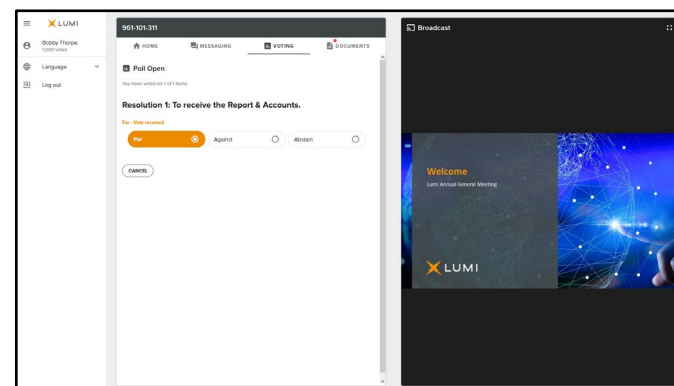 LUMI
Bobby Thorpe
1,000 votes
Language
Log out
961-101-311
HOME
MESSAGING
VOTING
DOCUMENTS
Poll Open
You have voted on 1 of 1 items
Resolution 1: To receive the Report & Accounts.
For - Vote received
For
Against
Abstain
CANCEL
Broadcast
Welcome
Lumi Annual General Meeting
LUMI